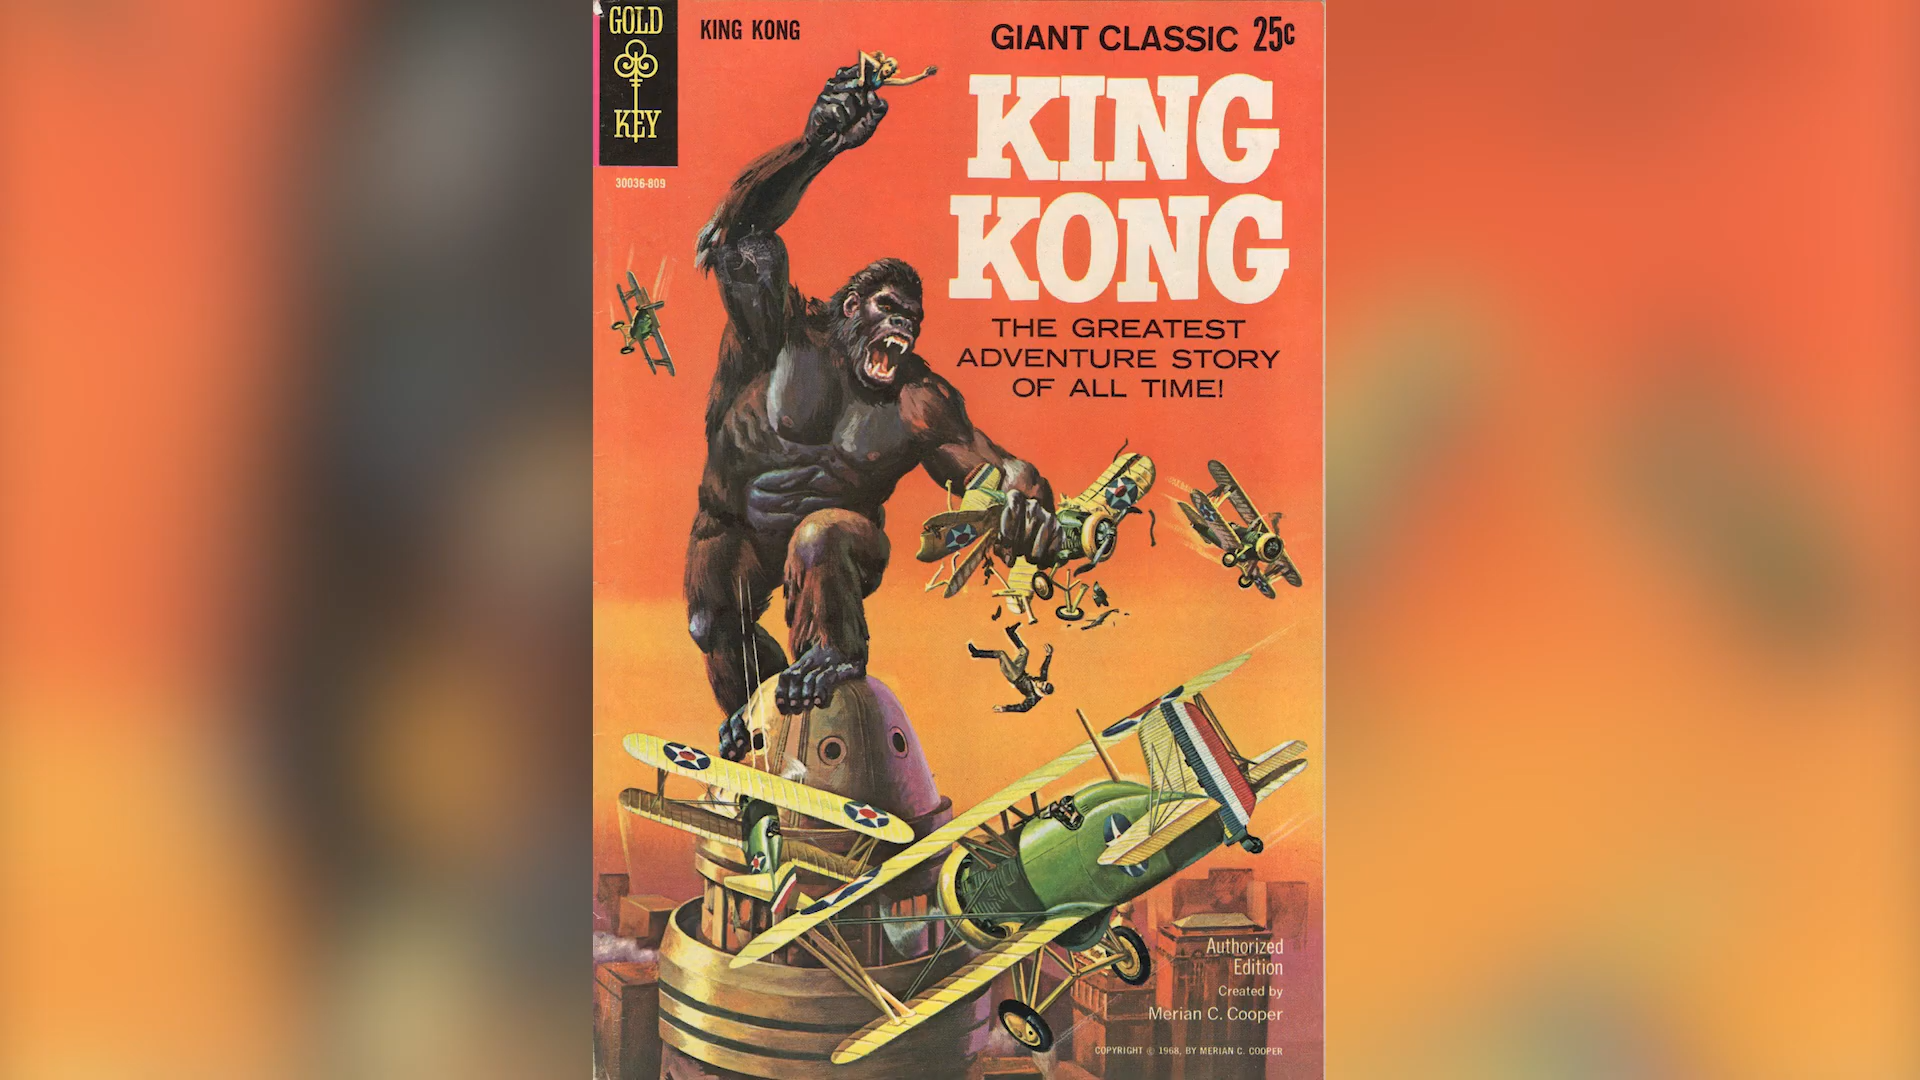 GOLD
KEY
30036-809
KING KONG
GIANT CLASSIC 25c
KING
KONG
THE GREATEST
ADVENTURE STORY
OF ALL TIME!
Authorized
Edition
Created by
Merian C. Cooper
COPYRIGHT © 1968, BY MERIAN C. COOPER